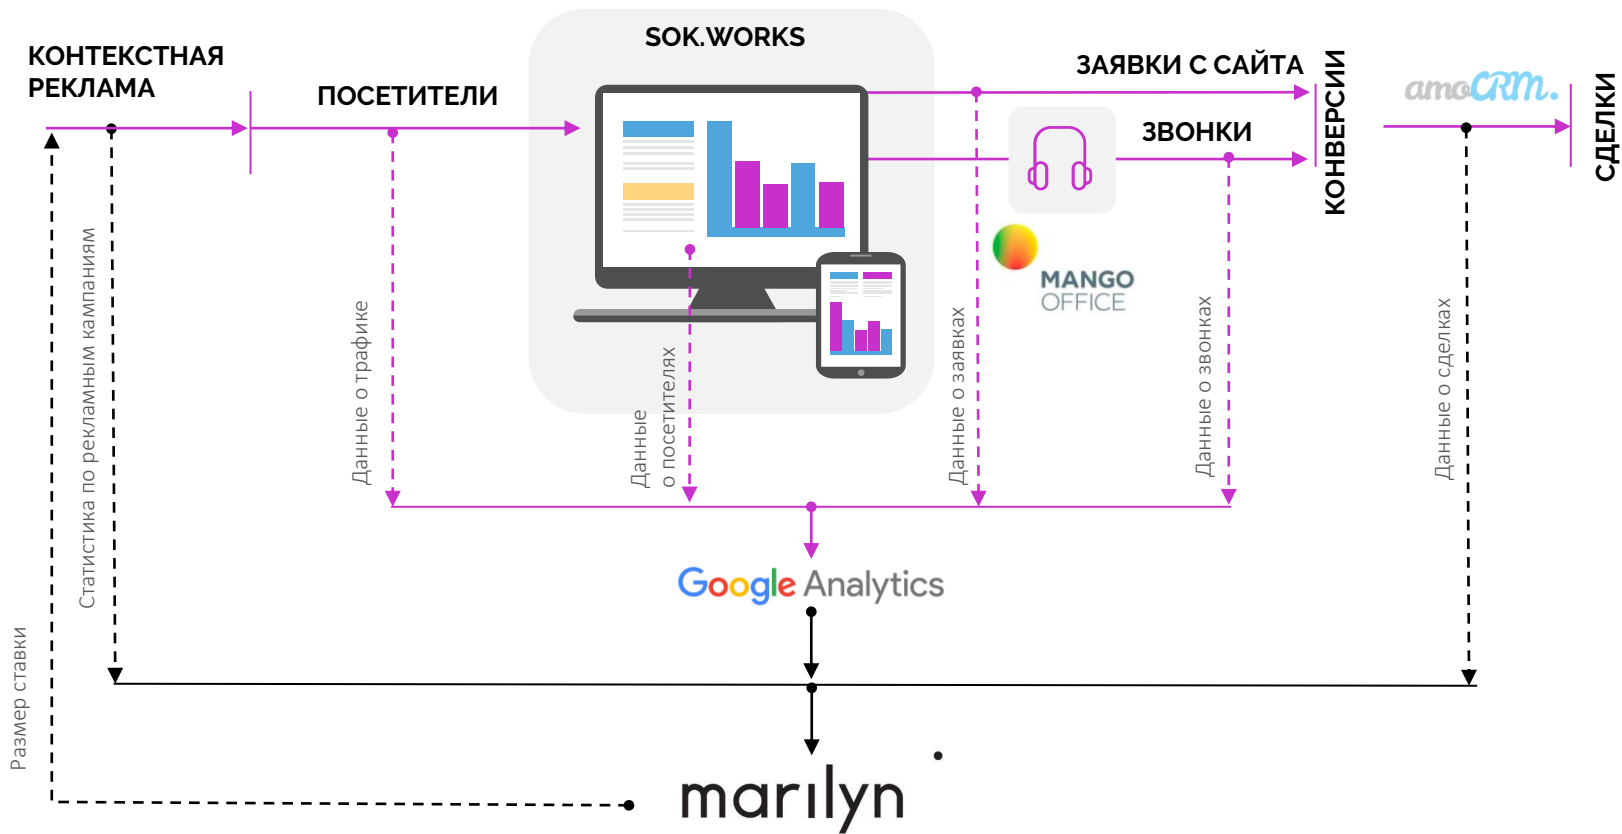 SOK.WORKS
КОНТЕКСТНАЯ
РЕКЛАМА
ПОСЕТИТЕЛИ
ЗАЯВКИ С САЙТА
ЗВОНКИ
КОНВЕРСИИ
amoCRM.
СДЕЛКИ
MANGO
OFFICE
Размер ставки
Статистика по рекламным кампаниям
Данные о трафике
Данные
о посетителях
Данные о заявках
Данные о звонках
Данные о сделках
Google Analytics
marilyn